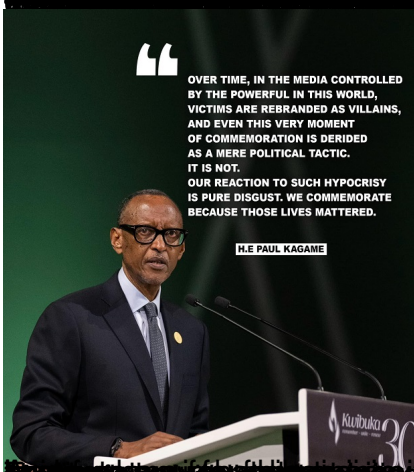 “
OVER TIME, IN THE MEDIA CONTROLLED
BY THE POWERFUL IN THIS WORLD,
VICTIMS ARE REBRANDED AS VILLAINS,
AND EVEN THIS VERY MOMENT
OF COMMEMORATION IS DERIDED
AS A MERE POLITICAL TACTIC.
IT IS NOT.
OUR REACTION TO SUCH HYPOCRISY
IS PURE DISGUST. WE COMMEMORATE
BECAUSE THOSE LIVES MATTERED.
H.E PAUL KAGAME
Kwibuka
30